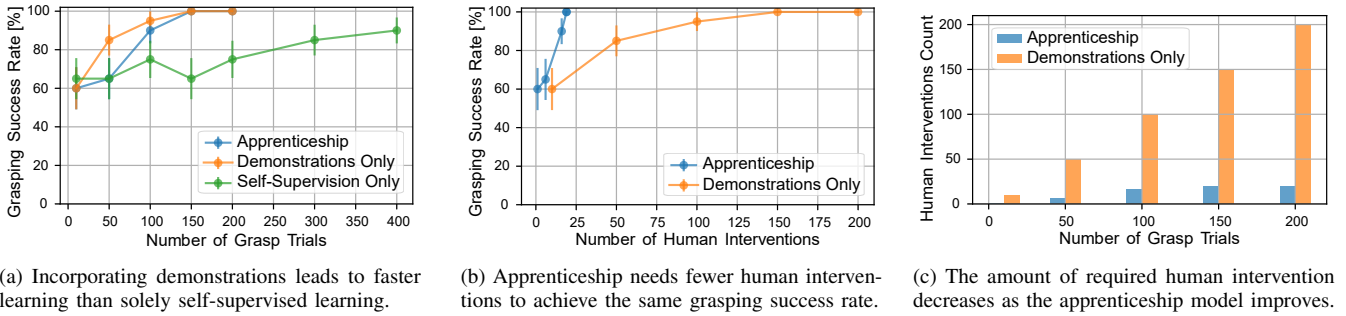 Grasping Success Rate [%]
100
80
60
40
20
0
0 50 100 150 200 250 300 350 400
Number of Grasp Trials
Apprenticeship
Demonstrations Only
Self-Supervision Only
(a) Incorporating demonstrations leads to faster
learning than solely self-supervised learning.
Grasping Success Rate [%]
100
80
60
40
20
0
0 25 50 75 100 125 150 175 200
Number of Human Interventions
Apprenticeship
Demonstrations Only
(b) Apprenticeship needs fewer human interven-
tions to achieve the same grasping success rate.
Human Interventions Count
200
150
100
50
0
0 50 100 150 200
Number of Grasp Trials
Apprenticeship
Demonstrations Only
(c) The amount of required human intervention
decreases as the apprenticeship model improves.